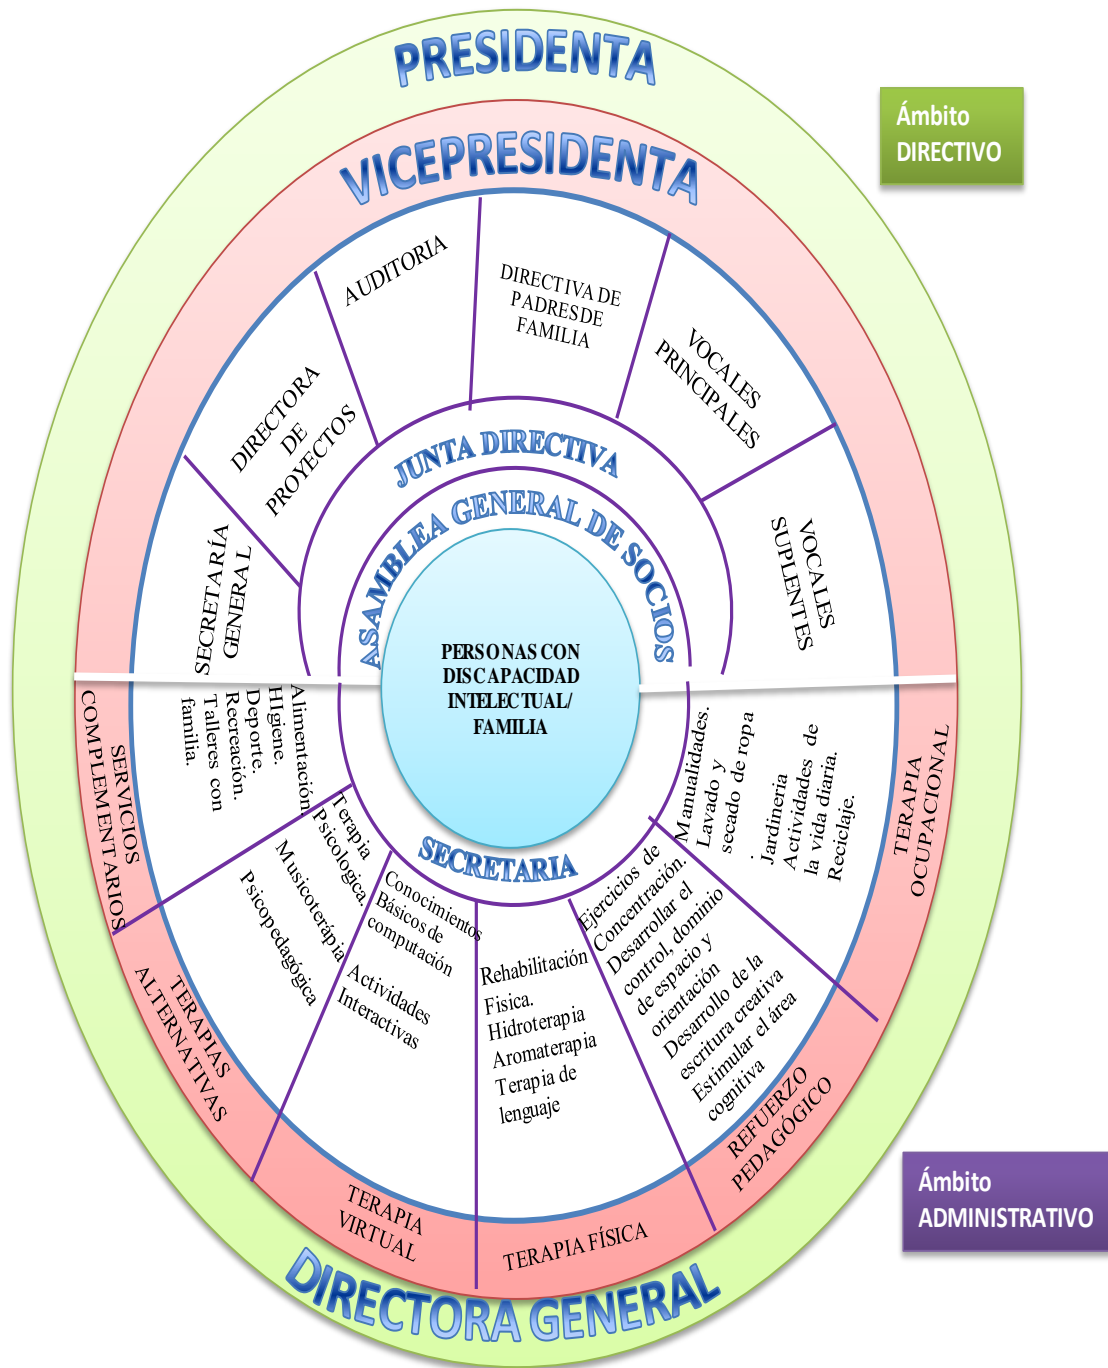 PRESIDENTA
Ámbito
DIRECTIVO
VICEPRESIDENTA
AUDITORIA
DIRECTIVA DE
PADRES DE
FAMILIA
VOCALES
PRINCIPALES
DIRECTORA
DE
PROYECTOS
JUNTA DIRECTIVA
ASAMBLEA GENERAL DE SOCIOS
SECRETARÍA
GENERAL
VOCALES
SUPLENTES
PERSONAS CON
DISCAPACIDAD
INTELECTUAL/
FAMILIA
SECRETARIA
SERVICIOS
COMPLEMENTARIOS
Alimentación.
HIgiene.
Deporte.
Recreación.
Talleres con
familia.
TERAPIAS
ALTERNATIVAS
Terapia
Psicologica.
Musicoterapia
Psicopedagógica
TERAPIA
VIRTUAL
Conocimientos
Básicos de
computación
Actividades
Interactivas
TERAPIA FÍSICA
Rehabilitación
Fisica.
Hidroterapia
Aromaterapia
Terapia de
lenguaje
REFUERZO
PEDAGÓGICO
Ejercicios de
Concentración.
Desarrollar el
control, dominio
de espacio y
orientación
Desarrollo de la
escritura creativa
Estimular el área
cognitiva
TERAPIA
OCUPACIONAL
Manualidades.
Lavado y
secado de ropa
.
Jardineria
Actividades de
la vida diaria.
Reciclaje.
Ámbito
ADMINISTRATIVO
DIRECTORA GENERAL